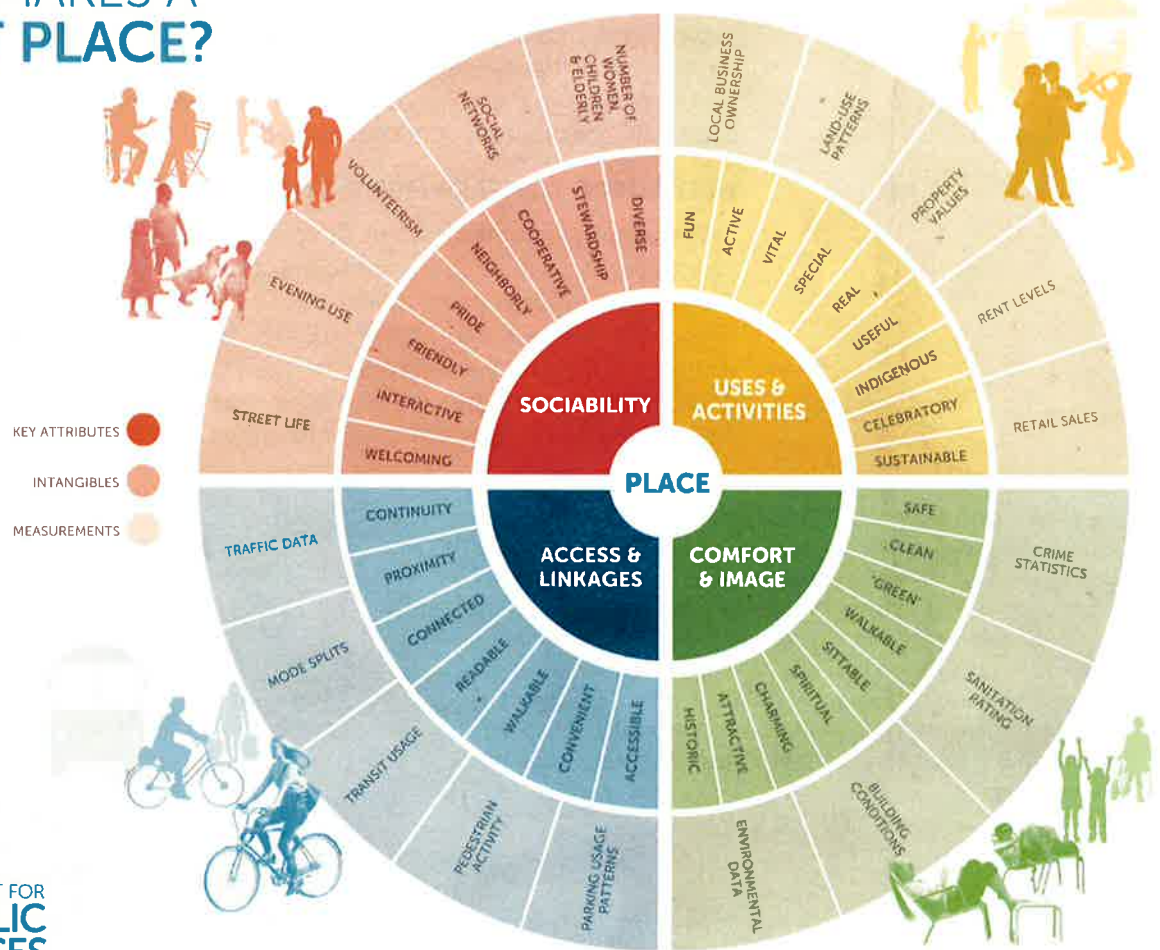 MAKES A
PLACE?
NUMBER OF
WOMEN,
CHILDREN
& ELDERLY
SOCIAL
NETWORKS
VOLUNTEERISM
EVENING USE
STREET LIFE
LOCAL BUSINESS
OWNERSHIP
LAND-USE
PATTERNS
PROPERTY
VALUES
RENT LEVELS
RETAIL SALES
DIVERSE
STEWARDSHIP
COOPERATIVE
NEIGHBORLY
PRIDE
FRIENDLY
INTERACTIVE
WELCOMING
FUN
ACTIVE
VITAL
SPECIAL
REAL
USEFUL
INDIGENOUS
CELEBRATORY
SUSTAINABLE
SOCIABILITY
USES &
ACTIVITIES
PLACE
ACCESS &
LINKAGES
COMFORT
& IMAGE
KEY ATTRIBUTES
INTANGIBLES
MEASUREMENTS
CONTINUITY
PROXIMITY
CONNECTED
READABLE
WALKABLE
CONVENIENT
ACCESSIBLE
SAFE
CLEAN
"GREEN"
WALKABLE
SITTABLE
SPIRITUAL
CHARMING
ATTRACTIVE
HISTORIC
TRAFFIC DATA
MODE SPLITS
TRANSIT USAGE
PEDESTRIAN
ACTIVITY
PARKING USAGE
PATTERNS
CRIME
STATISTICS
SANITATION
RATING
BUILDING
CONDITIONS
ENVIRONMENTAL
DATA
FOR
LIC